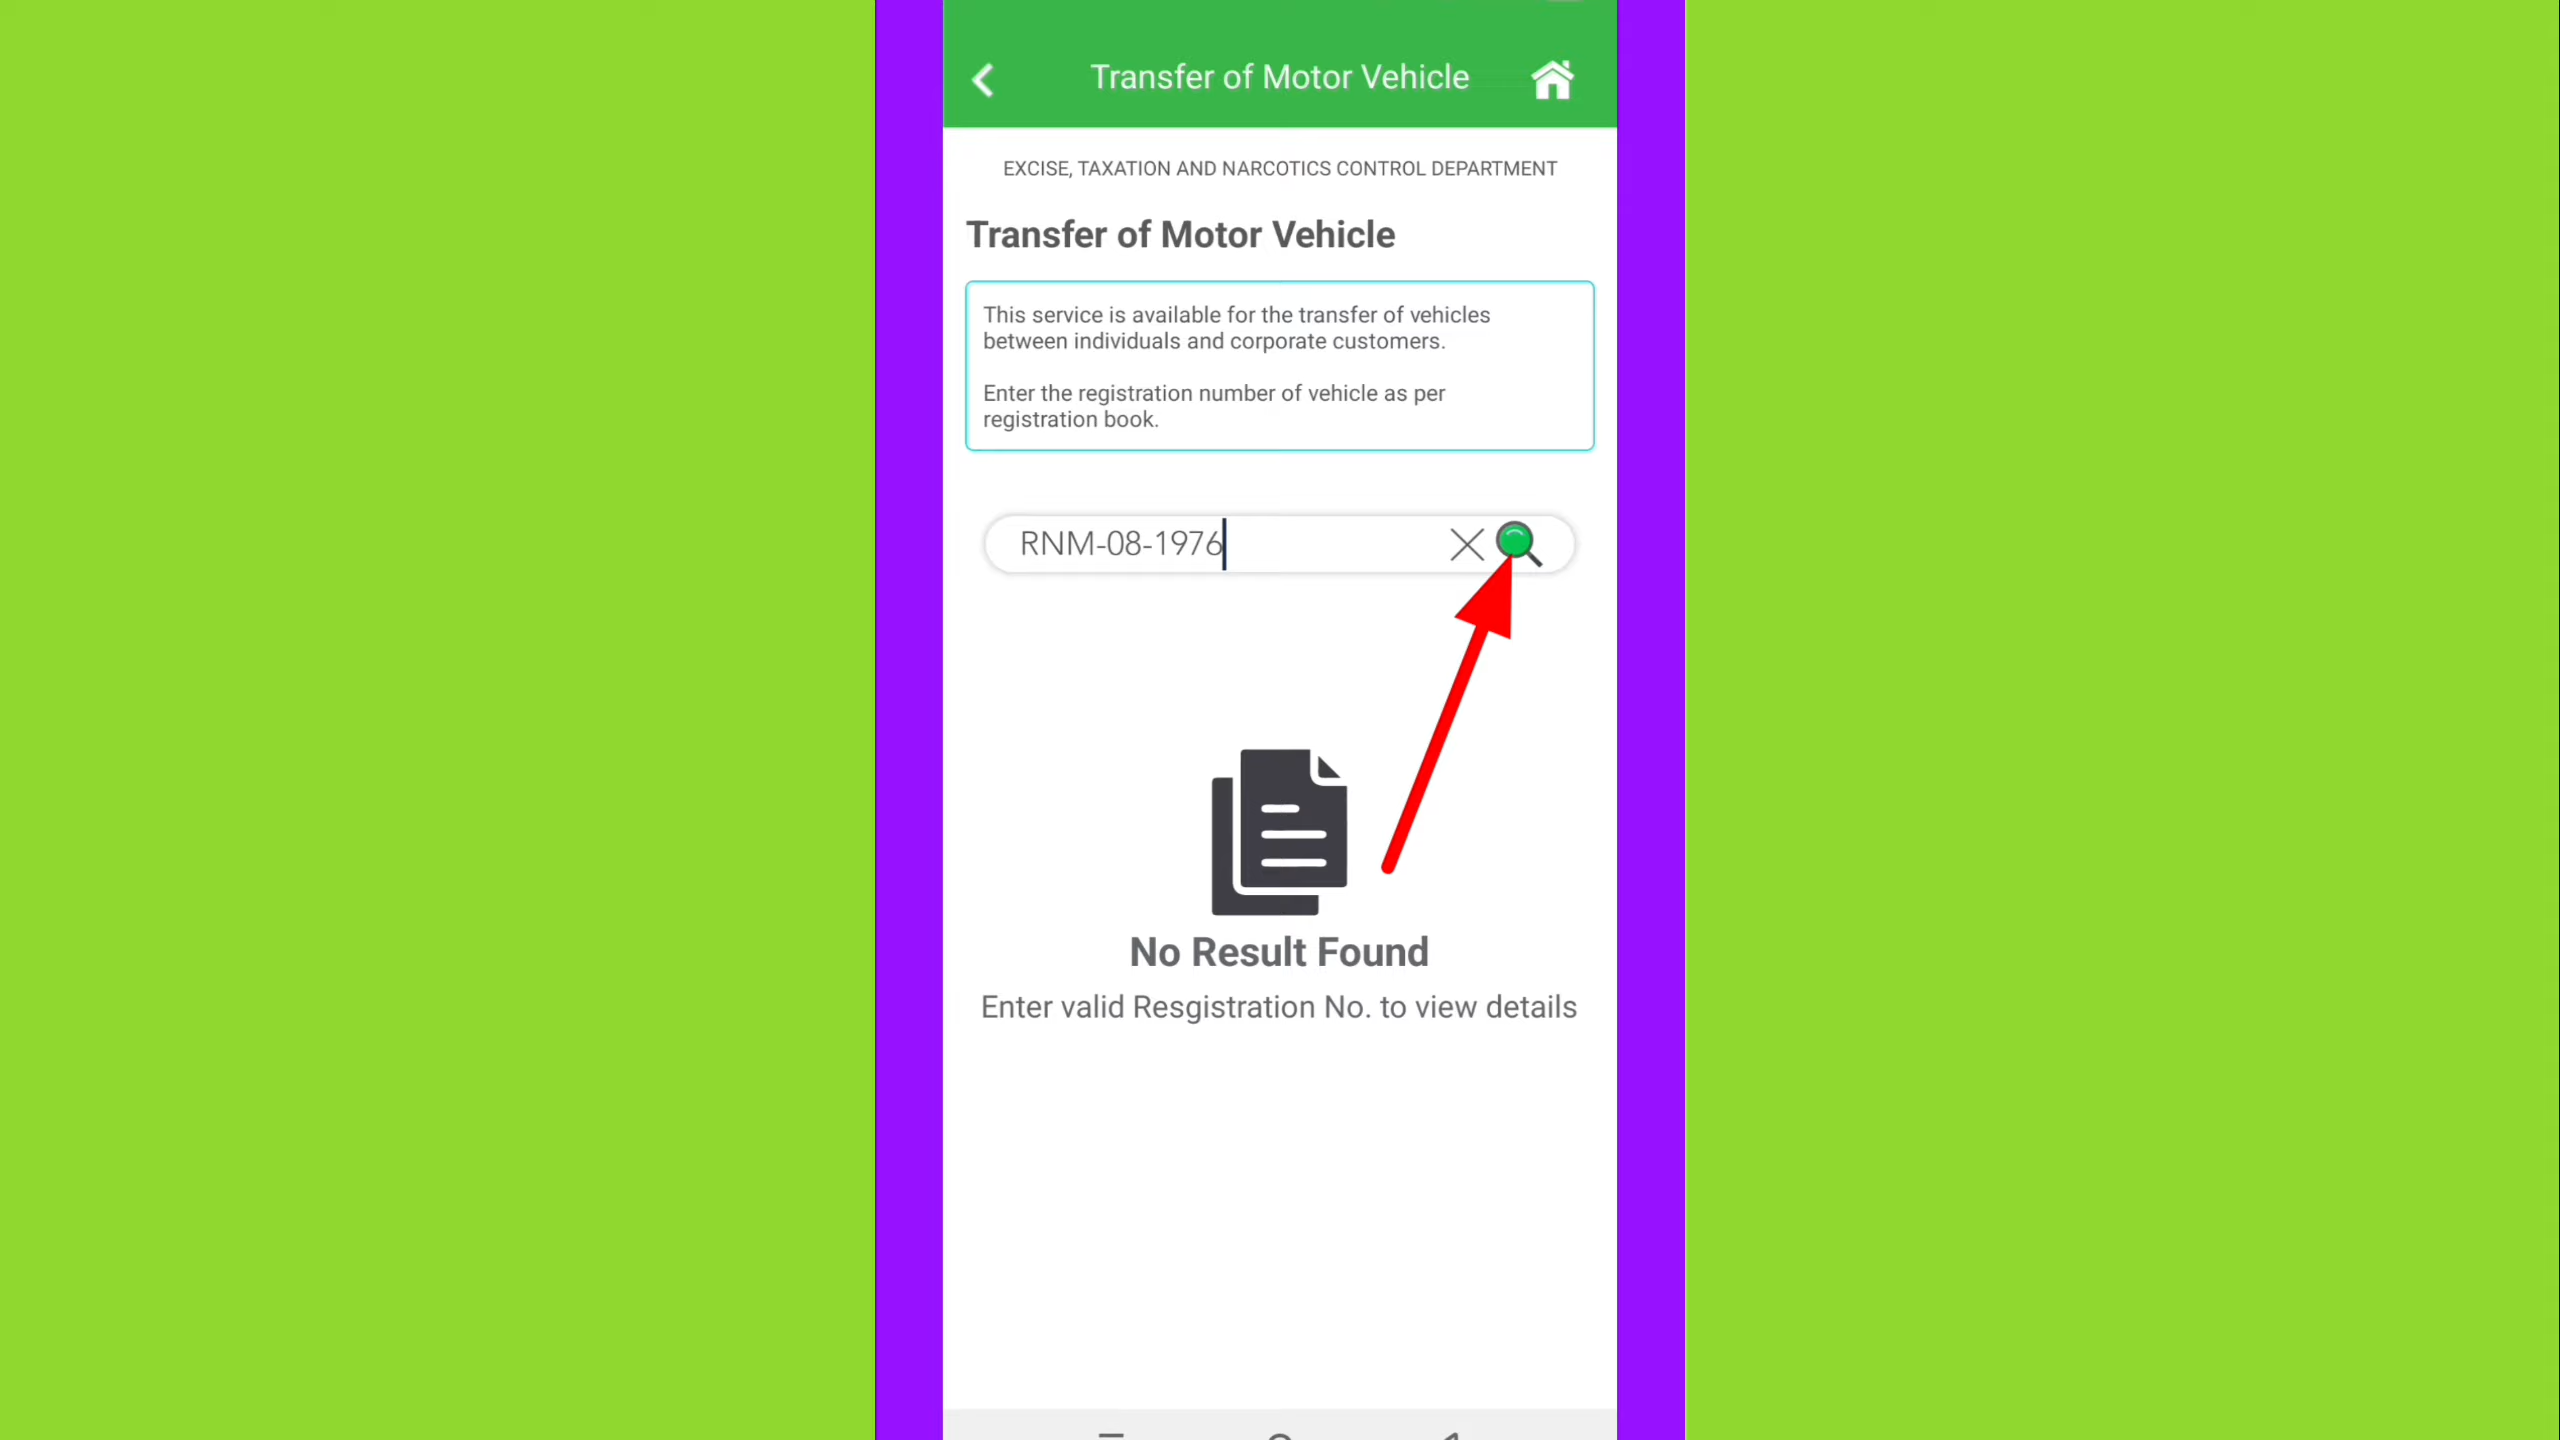 Transfer of Motor Vehicle
EXCISE, TAXATION AND NARCOTICS CONTROL DEPARTMENT
Transfer of Motor Vehicle
This service is available for the transfer of vehicles
between individuals and corporate customers.
Enter the registration number of vehicle as per
registration book.
RNM-08-1976
No Result Found
Enter valid Resgistration No. to view details